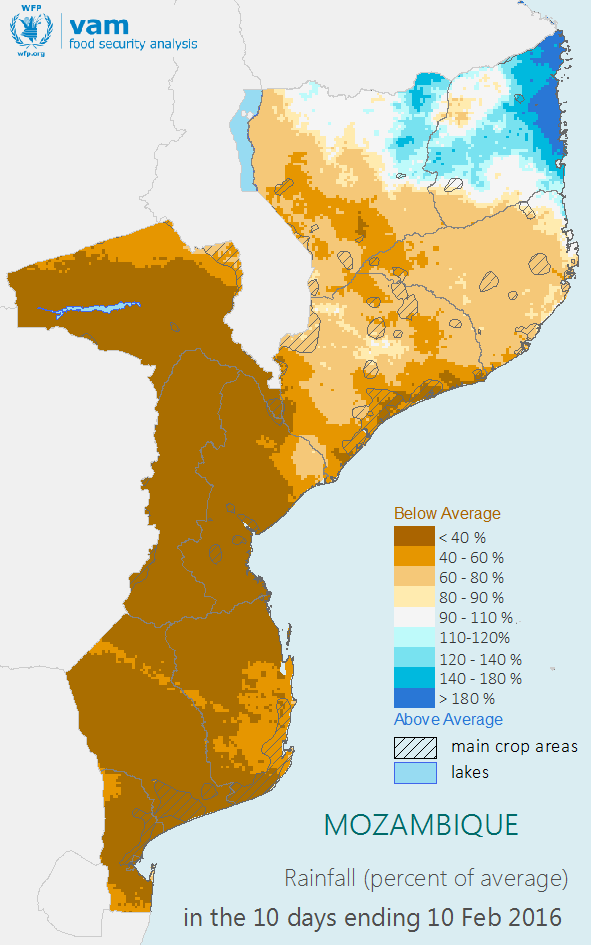 WFP
wfp.org
vam
food security analysis
Below Average
< 40 %
40 - 60 %
60 - 80 %
80 - 90 %
90 - 110 %
110-120%
120 - 140 %
140 - 180 %
> 180 %
Above Average
main crop areas
lakes
MOZAMBIQUE
Rainfall (percent of average)
in the 10 days ending 10 Feb 2016